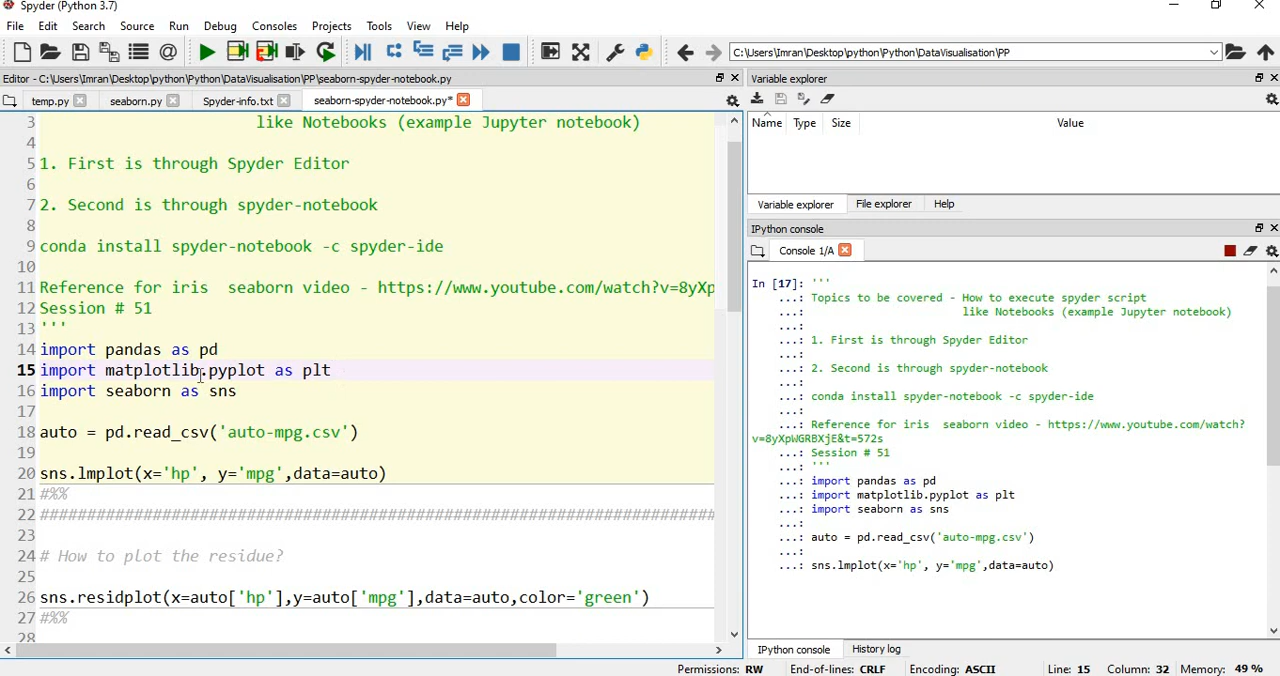 Spyder (Python 3.7)
File Edit Search Source Run Debug Consoles Projects Tools View Help
C:\Users\Imran\Desktop\python\Python\DataVisualisation\PP
Editor - C:\Users\Imran\Desktop\python\Python\DataVisualisation\PP\seaborn-spyder-notebook.py
temp.py seaborn.py Spyder-info.txt seaborn-spyder-notebook.py*
3 like Notebooks (example Jupyter notebook)
4
5 1. First is through Spyder Editor
6
7 2. Second is through spyder-notebook
8
9 conda install spyder-notebook -c spyder-ide
10
11 Reference for iris  seaborn video - https://www.youtube.com/watch?v=8yXp
12 Session # 51
13 '''
14 import pandas as pd
15 import matplotlib.pyplot as plt
16 import seaborn as sns
17
18 auto = pd.read_csv('auto-mpg.csv')
19
20 sns.lmplot(x='hp', y='mpg',data=auto)
21 #%%
22 ########################################################################
23
24 # How to plot the residue?
25
26 sns.residplot(x=auto['hp'],y=auto['mpg'],data=auto,color='green')
27 #%%
28
Variable explorer
Name Type Size Value
Variable explorer File explorer Help
IPython console
Console 1/A
In [17]: '''
...: Topics to be covered - How to execute spyder script
...: like Notebooks (example Jupyter notebook)
...:
...: 1. First is through Spyder Editor
...:
...: 2. Second is through spyder-notebook
...:
...: conda install spyder-notebook -c spyder-ide
...:
...: Reference for iris  seaborn video - https://www.youtube.com/watch?
v=8yXpWGRBXjE&t=572s
...: Session # 51
...: '''
...: import pandas as pd
...: import matplotlib.pyplot as plt
...: import seaborn as sns
...:
...: auto = pd.read_csv('auto-mpg.csv')
...:
...: sns.lmplot(x='hp', y='mpg',data=auto)
IPython console History log
Permissions: RW End-of-lines: CRLF Encoding: ASCII Line: 15 Column: 32 Memory: 49 %